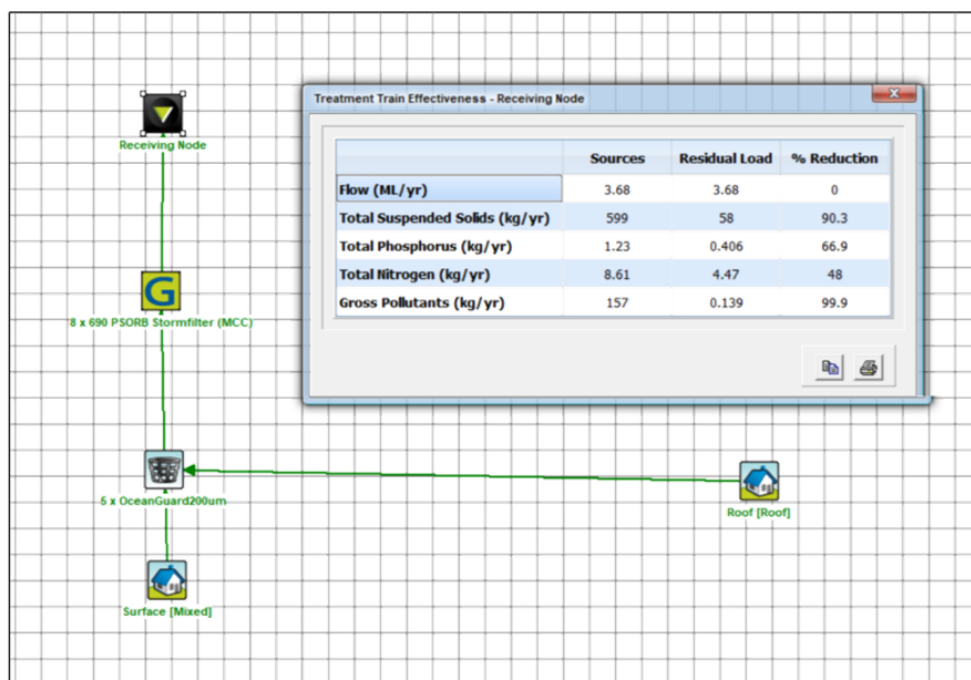 Treatment Train Effectiveness - Receiving Node
Sources Residual Load % Reduction
Flow (ML/yr) 3.68 3.68 0
Total Suspended Solids (kg/yr) 599 58 90.3
Total Phosphorus (kg/yr) 1.23 0.406 66.9
Total Nitrogen (kg/yr) 8.61 4.47 48
Gross Pollutants (kg/yr) 157 0.139 99.9
Receiving Node
G
8 x 690 PSORB Stormfilter (MCC)
5 x OceanGuard200um
Roof [Roof]
Surface [Mixed]